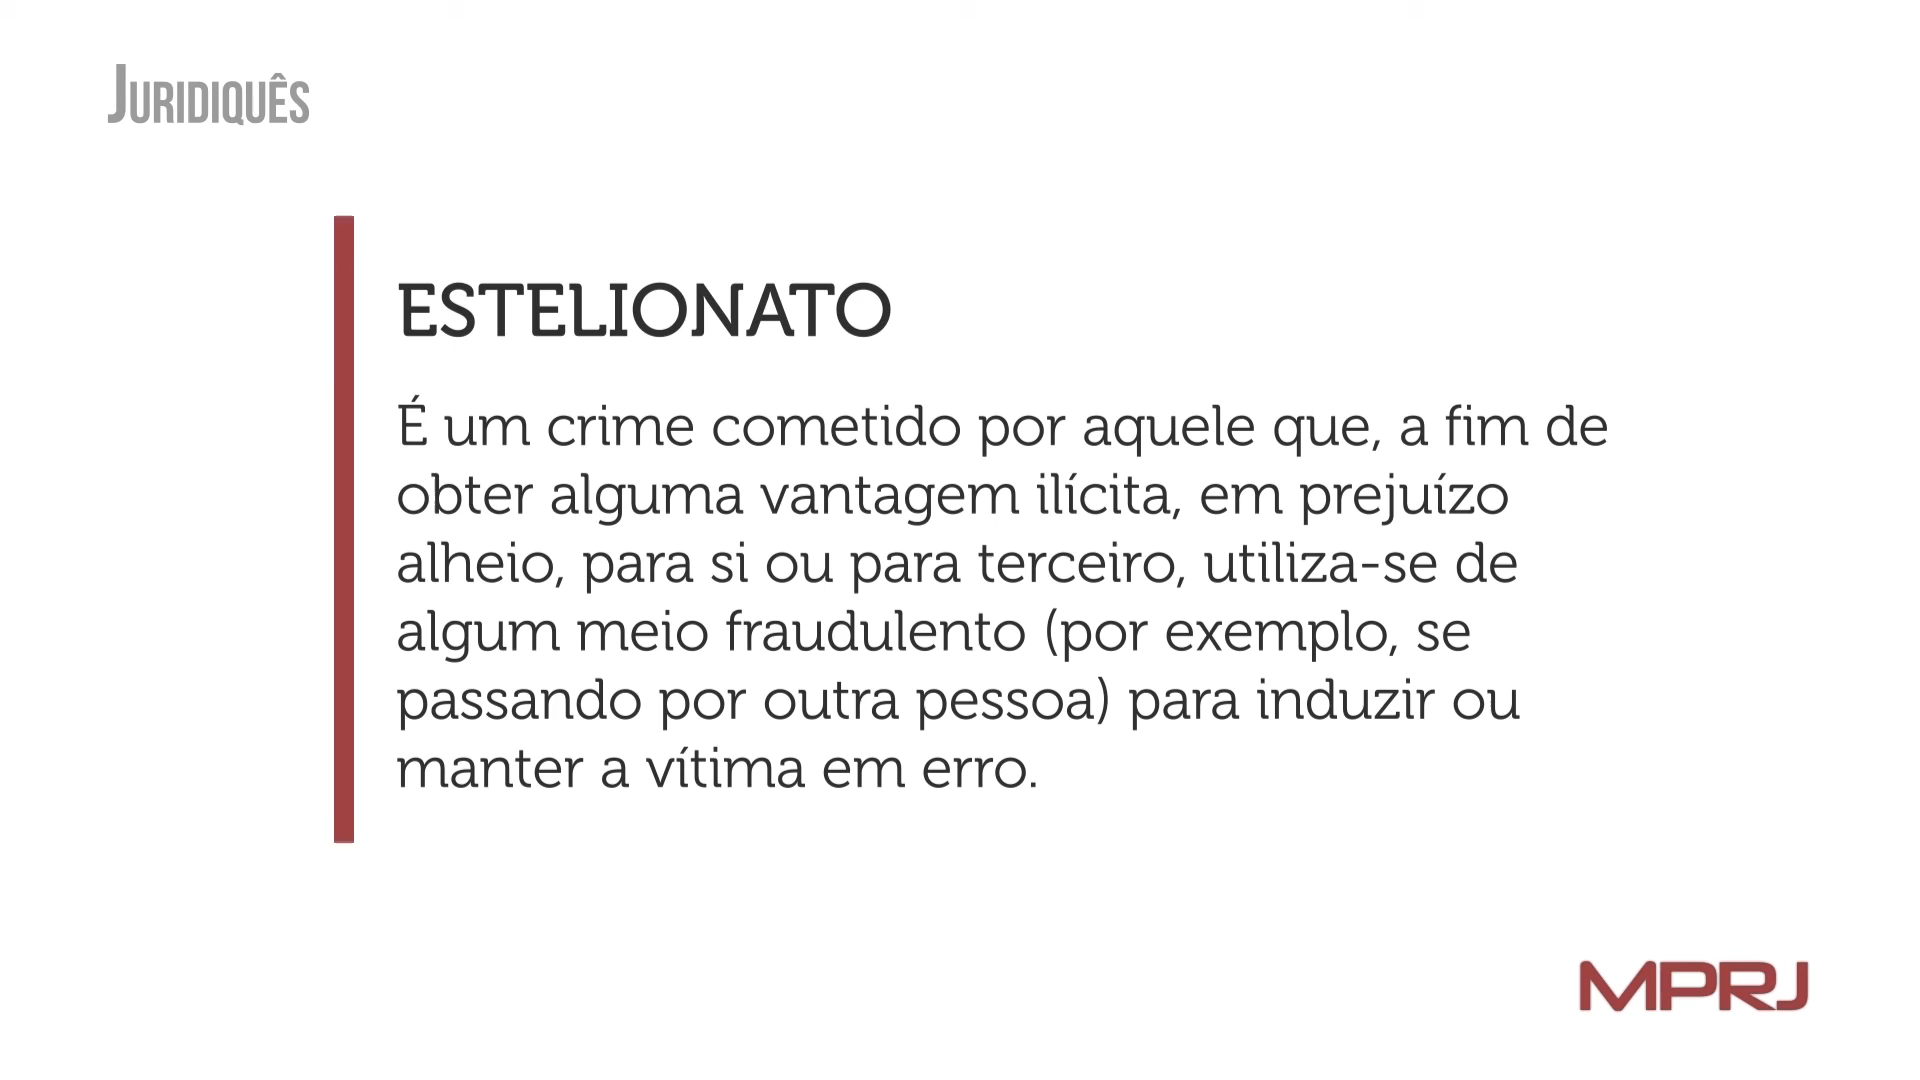 JURIDIQUÊS
ESTELIONATO
É um crime cometido por aquele que, a fim de
obter alguma vantagem ilícita, em prejuízo
alheio, para si ou para terceiro, utiliza-se de
algum meio fraudulento (por exemplo, se
passando por outra pessoa) para induzir ou
manter a vítima em erro.
MPRJ